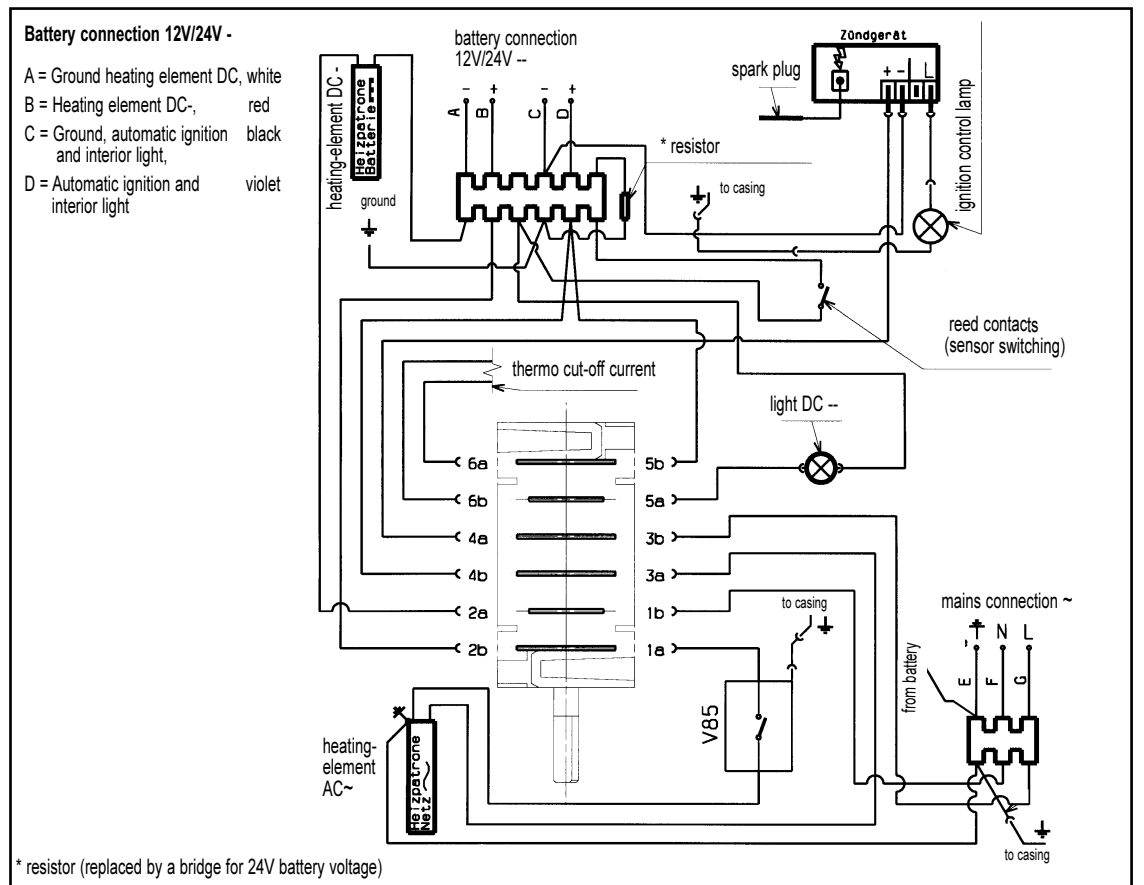 Battery connection 12V/24V -
A = Ground heating element DC, white
B = Heating element DC-, red
C = Ground, automatic ignition black
and interior light,
D = Automatic ignition and violet
interior light
heating-element DC -
Heizpatrone
Batterie
ground
battery connection
12V/24V --
- + - +
A B C D
* resistor
spark plug
Zündgerät
+ - L
to casing
ignition control lamp
reed contacts
(sensor switching)
thermo cut-off current
light DC --
6a 5b
6b 5a
4a 3b
4b 3a
2a 1b
2b 1a
to casing
V85
mains connection ~
N L
E F G
from battery
to casing
heating-
element
AC~
Heizpatrone
Netz ~
* resistor (replaced by a bridge for 24V battery voltage)